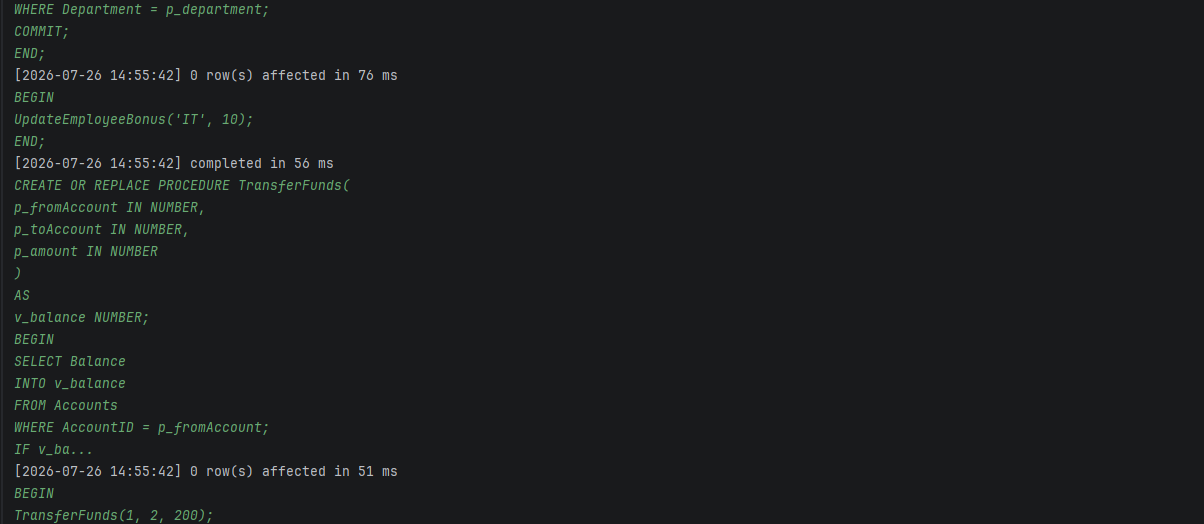 WHERE Department = p_department;
COMMIT;
END;
[2026-07-26 14:55:42] 0 row(s) affected in 76 ms
BEGIN
UpdateEmployeeBonus('IT', 10);
END;
[2026-07-26 14:55:42] completed in 56 ms
CREATE OR REPLACE PROCEDURE TransferFunds(
p_fromAccount IN NUMBER,
p_toAccount IN NUMBER,
p_amount IN NUMBER
)
AS
v_balance NUMBER;
BEGIN
SELECT Balance
INTO v_balance
FROM Accounts
WHERE AccountID = p_fromAccount;
IF v_ba...
[2026-07-26 14:55:42] 0 row(s) affected in 51 ms
BEGIN
TransferFunds(1, 2, 200);